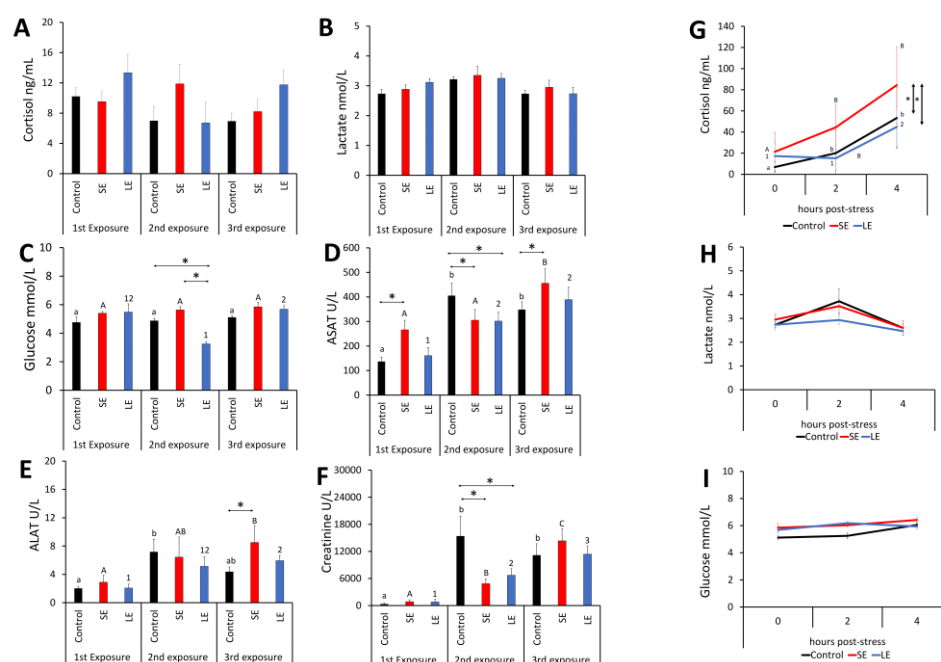 A
Cortisol ng/mL
20
16
12
8
4
0
Control
SE
LE
Control
SE
LE
Control
SE
LE
1st Exposure 2nd exposure 3rd exposure
B
Lactate nmol/L
5
4
3
2
1
0
Control
SE
LE
Control
SE
LE
Control
SE
LE
1st Exposure 2nd exposure 3rd exposure
C
Glucose mmol/L
10
8
6
4
2
0
* *
a A 12 a A 1 a A 2
Control
SE
LE
Control
SE
LE
Control
SE
LE
1st Exposure 2nd exposure 3rd exposure
D
ASAT U/L
600
500
400
300
200
100
0
* * * *
a A 1 b A 2 b B 2
Control
SE
LE
Control
SE
LE
Control
SE
LE
1st Exposure 2nd exposure 3rd exposure
E
ALAT U/L
20
16
12
8
4
0
*
a A 1 b AB 12 ab B 2
Control
SE
LE
Control
SE
LE
Control
SE
LE
1st Exposure 2nd exposure 3rd exposure
F
Creatinine U/L
30000
24000
18000
12000
6000
0
* *
a A 1 b B 2 b C 3
Control
SE
LE
Control
SE
LE
Control
SE
LE
1st Exposure 2nd exposure 3rd exposure
G
Cortisol ng/mL
140
120
100
80
60
40
20
0
A 1 a
B b 1 B
B b 2
* *
0 2 4
hours post-stress
Control SE LE
H
Lactate nmol/L
6
5
4
3
2
1
0
0 2 4
hours post-stress
Control SE LE
I
Glucose mmol/L
10
8
6
4
2
0
0 2 4
hours post-stress
Control SE LE